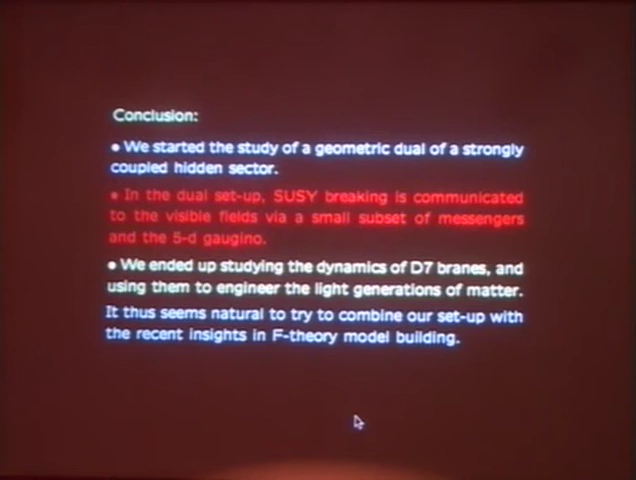 Conclusion:
• We started the study of a geometric dual of a strongly
coupled hidden sector.
• In the dual set-up, SUSY breaking is communicated
to the visible fields via a small subset of messengers
and the 5-d gaugino.
• We ended up studying the dynamics of D7 branes, and
using them to engineer the light generations of matter.
It thus seems natural to try to combine our set-up with
the recent insights in F-theory model building.